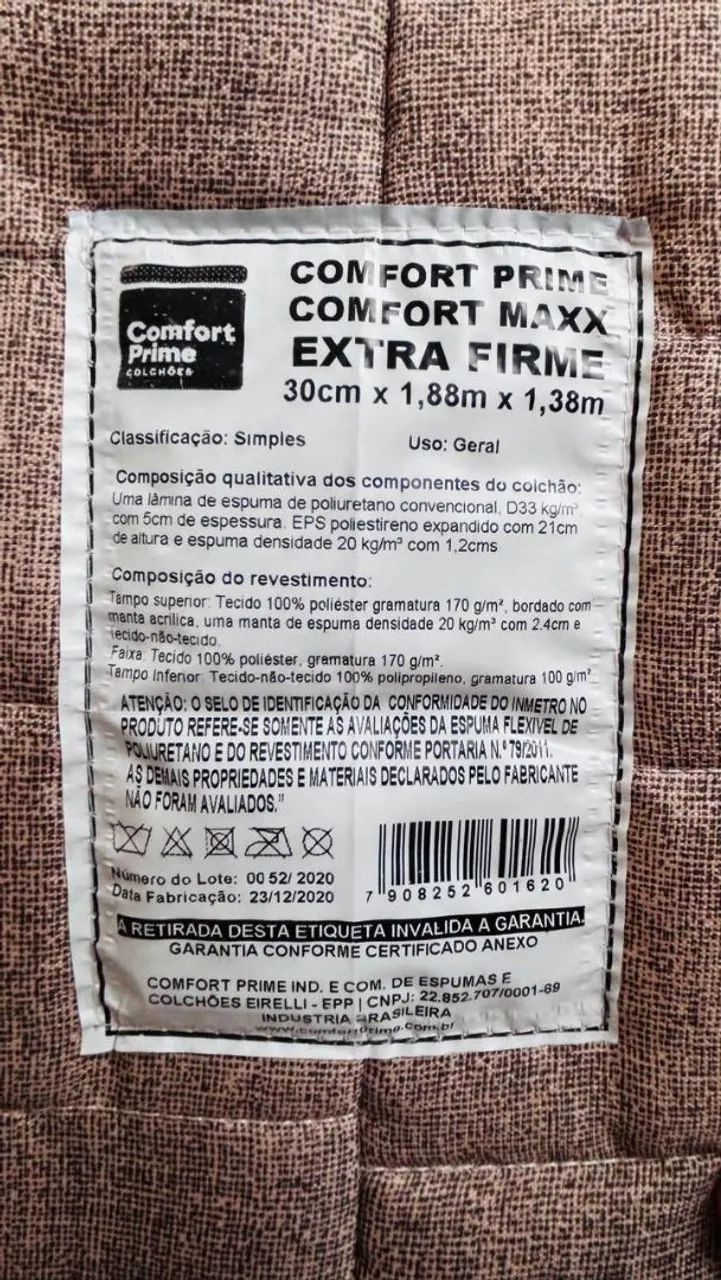 Comfort
Prime
COLCHÕES
COMFORT PRIME
COMFORT MAXX
EXTRA FIRME
30cm x 1,88m x 1,38m
Classificação: Simples
Uso: Geral
Composição qualitativa dos componentes do colchão:
Uma lâmina de espuma de poliuretano convencional, D33 kg/m³
com 5cm de espessura. EPS poliestireno expandido com 21cm
de altura e espuma densidade 20 kg/m³ com 1,2cms
Composição do revestimento:
Tampo superior: Tecido 100% poliéster gramatura 170 g/m², bordado com
manta acrilica, uma manta de espuma densidade 20 kg/m³ com 2.4cm e
tecido-não-tecido.
Faixa: Tecido 100% poliéster, gramatura 170 g/m².
Tampo Inferior: Tecido-não-tecido 100% polipropileno, gramatura 100 g/m²
ATENÇÃO: O SELO DE IDENTIFICAÇÃO DA CONFORMIDADE DO INMETRO NO
PRODUTO REFERE-SE SOMENTE AS AVALIAÇÕES DA ESPUMA FLEXIVEL DE
POLIURETANO E DO REVESTIMENTO CONFORME PORTARIA N.º 79/2011.
AS DEMAIS PROPRIEDADES E MATERIAIS DECLARADOS PELO FABRICANTE
NÃO FORAM AVALIADOS."
Número do Lote: 00 52/ 2020
Data Fabricação: 23/12/2020
7 908252 601620
A RETIRADA DESTA ETIQUETA INVALIDA A GARANTIA.
GARANTIA CONFORME CERTIFICADO ANEXO
COMFORT PRIME IND. E COM. DE ESPUMAS E
COLCHÕES EIRELLI - EPP | CNPJ: 22.852.707/0001-69
INDUSTRIA BRASILEIRA
www.comfortprime.com.br